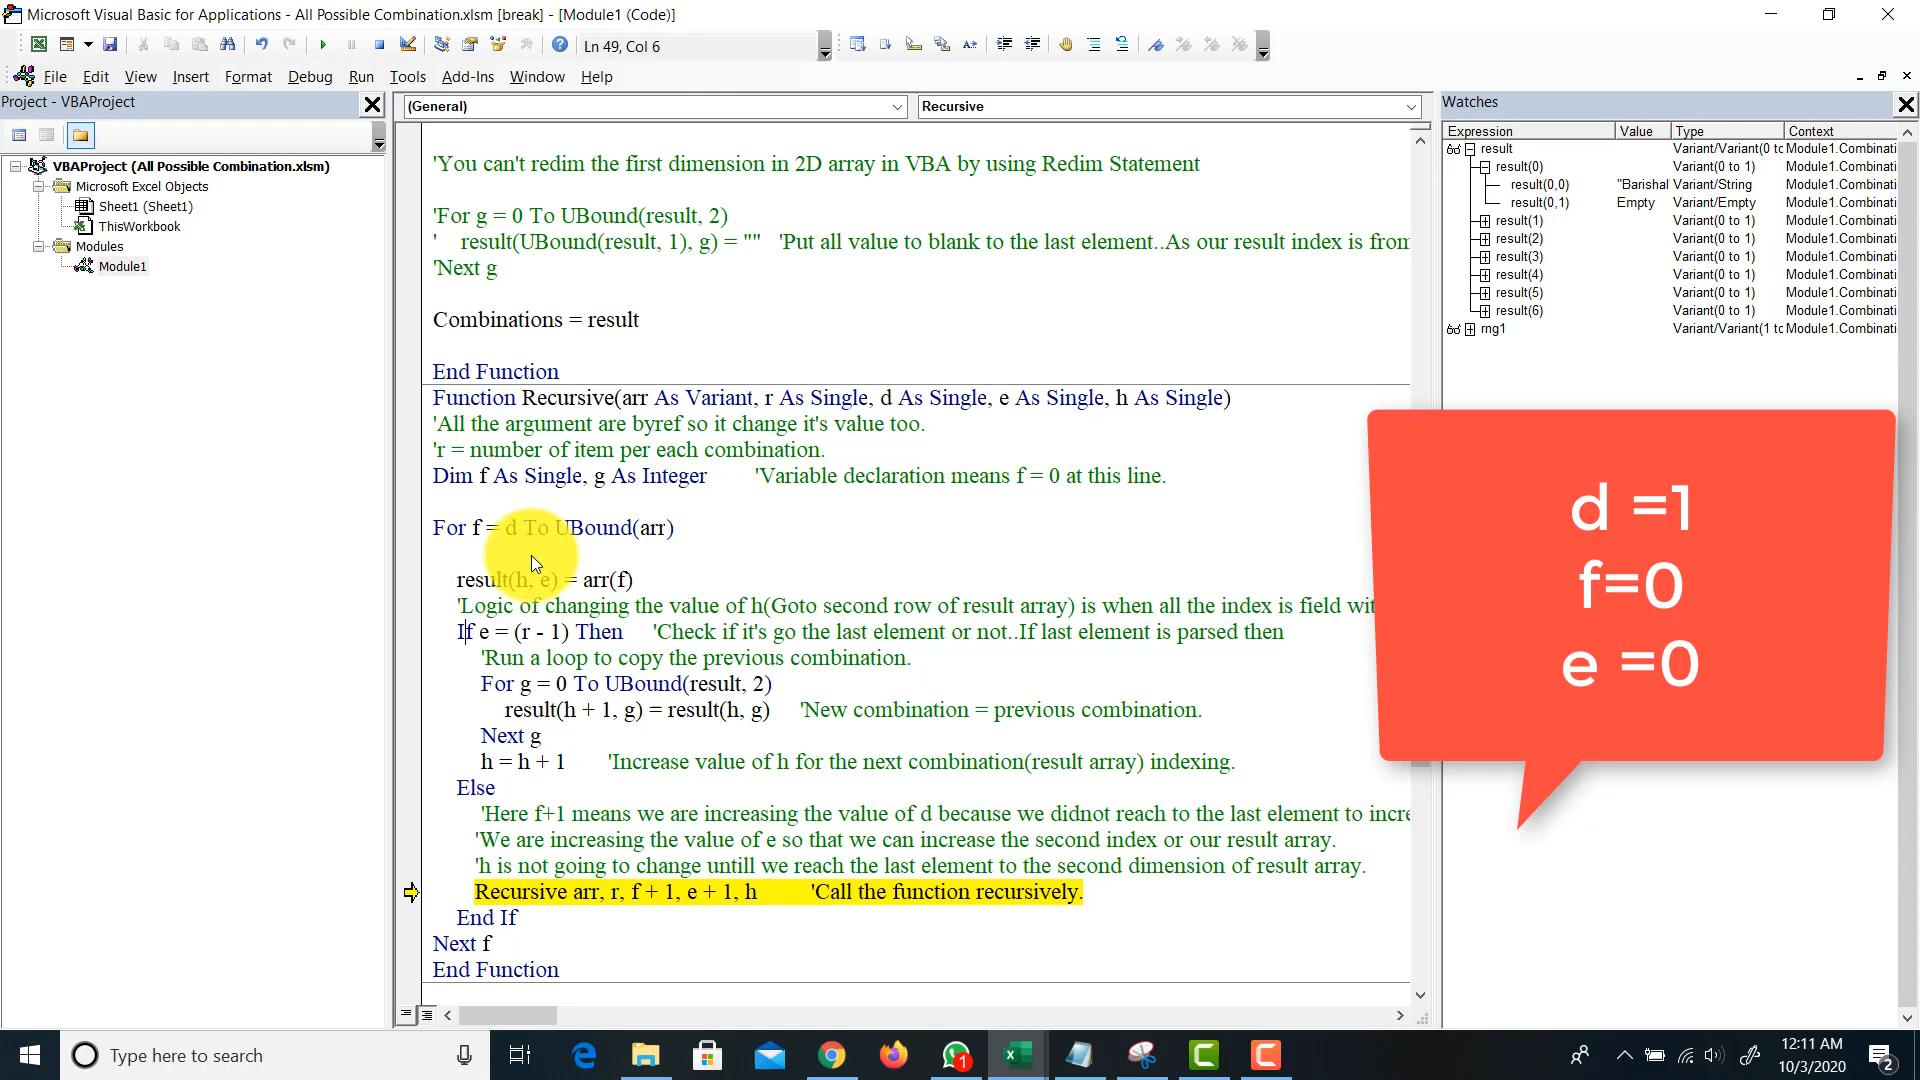 Microsoft Visual Basic for Applications - All Possible Combination.xlsm [break] - [Module1 (Code)]
Ln 49, Col 6
File Edit View Insert Format Debug Run Tools Add-Ins Window Help
Project - VBAProject
(General)
Recursive
Watches
VBAProject (All Possible Combination.xlsm)
Microsoft Excel Objects
Sheet1 (Sheet1)
ThisWorkbook
Modules
Module1
'You can't redim the first dimension in 2D array in VBA by using Redim Statement
'For g = 0 To UBound(result, 2)
' result(UBound(result, 1), g) = "" 'Put all value to blank to the last element..As our result index is from
'Next g
Combinations = result
End Function
Function Recursive(arr As Variant, r As Single, d As Single, e As Single, h As Single)
'All the argument are byref so it change it's value too.
'r = number of item per each combination.
Dim f As Single, g As Integer 'Variable declaration means f = 0 at this line.
For f = d To UBound(arr)
result(h, e) = arr(f)
'Logic of changing the value of h(Goto second row of result array) is when all the index is field wit
If e = (r - 1) Then 'Check if it's go the last element or not..If last element is parsed then
'Run a loop to copy the previous combination.
For g = 0 To UBound(result, 2)
result(h + 1, g) = result(h, g) 'New combination = previous combination.
Next g
h = h + 1 'Increase value of h for the next combination(result array) indexing.
Else
'Here f+1 means we are increasing the value of d because we didnot reach to the last element to incre
'We are increasing the value of e so that we can increase the second index or our result array.
'h is not going to change untill we reach the last element to the second dimension of result array.
Recursive arr, r, f + 1, e + 1, h 'Call the function recursively.
End If
Next f
End Function
Expression Value Type Context
result Variant/Variant(0 to Module1.Combinati
result(0) Variant(0 to 1) Module1.Combinati
result(0,0) "Barishal Variant/String Module1.Combinati
result(0,1) Empty Variant/Empty Module1.Combinati
result(1) Variant(0 to 1) Module1.Combinati
result(2) Variant(0 to 1) Module1.Combinati
result(3) Variant(0 to 1) Module1.Combinati
result(4) Variant(0 to 1) Module1.Combinati
result(5) Variant(0 to 1) Module1.Combinati
result(6) Variant(0 to 1) Module1.Combinati
rng1 Variant/Variant(1 to Module1.Combinati
d =1
f=0
e =0
Type here to search
1
12:11 AM
10/3/2020
2